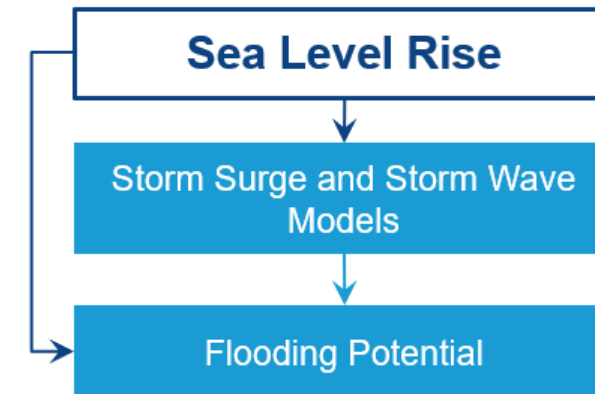 Sea Level Rise
Storm Surge and Storm Wave
Models
Flooding Potential